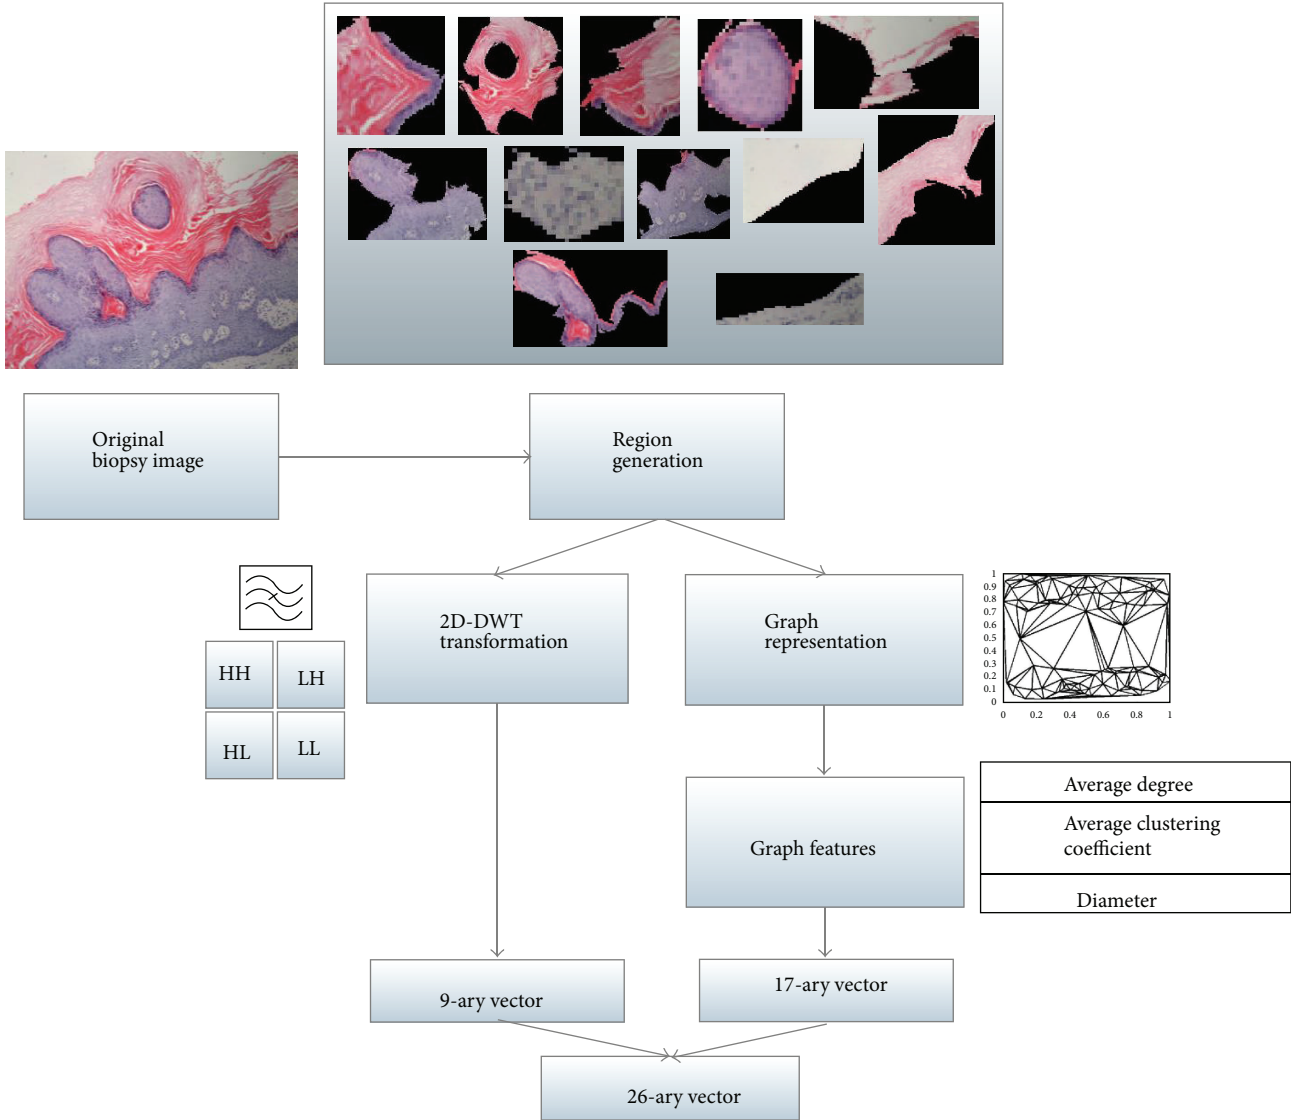 Original
biopsy image
Region
generation
2D-DWT
transformation
Graph
representation
HH
LH
HL
LL
1
0.9
0.8
0.7
0.6
0.5
0.4
0.3
0.2
0.1
0
0 0.2 0.4 0.6 0.8 1
Graph features
Average degree
Average clustering
coefficient
Diameter
9-ary vector
17-ary vector
26-ary vector